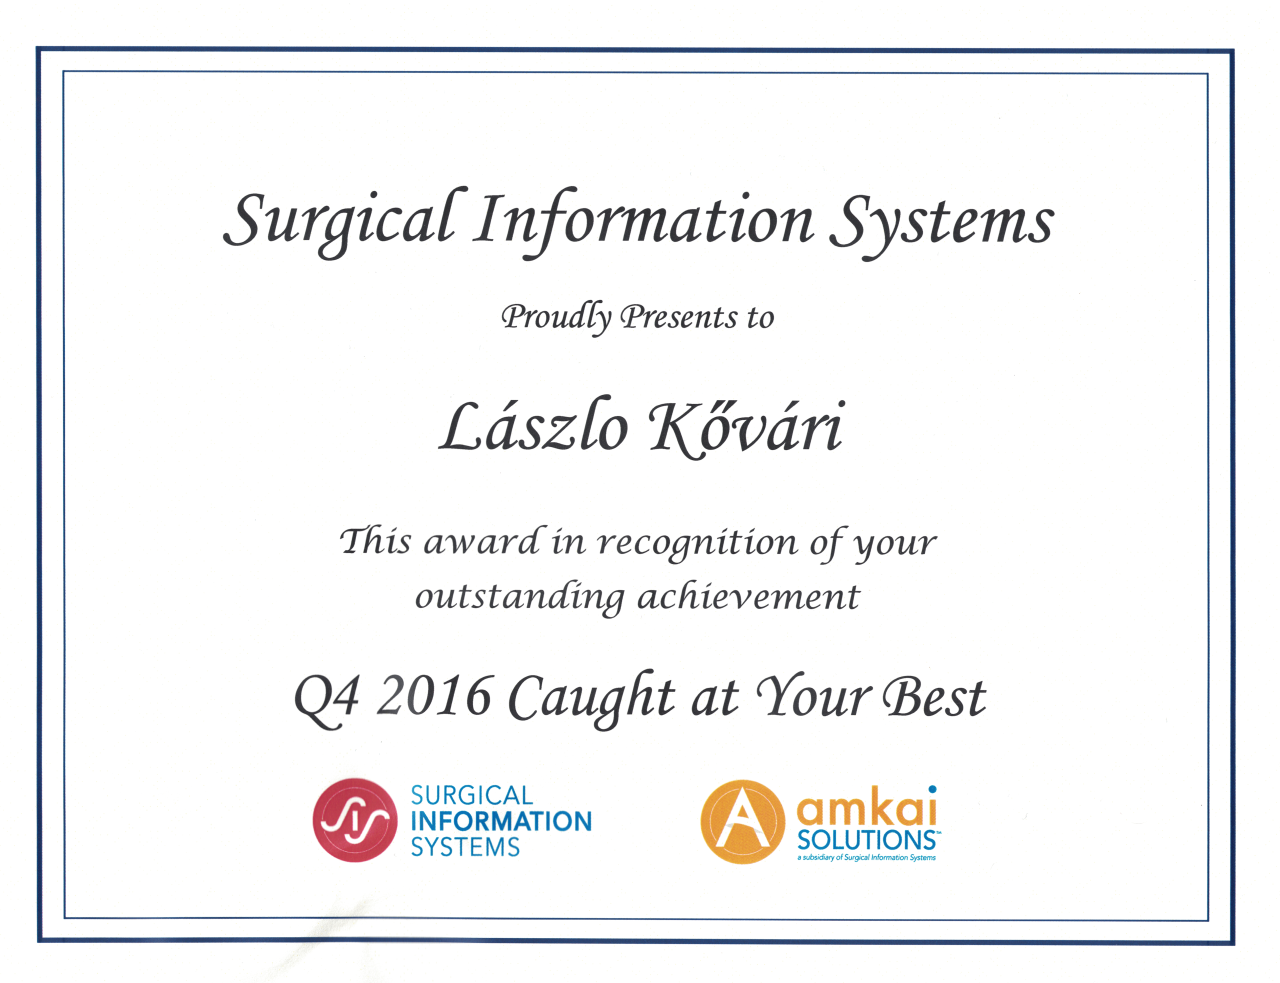 Surgical Information Systems
Proudly Presents to
Lászlo Kővári
This award in recognition of your
outstanding achievement
Q4 2016 Caught at Your Best
SIS
SURGICAL
INFORMATION
SYSTEMS
A
amkai
SOLUTIONS™
a subsidiary of Surgical Information Systems